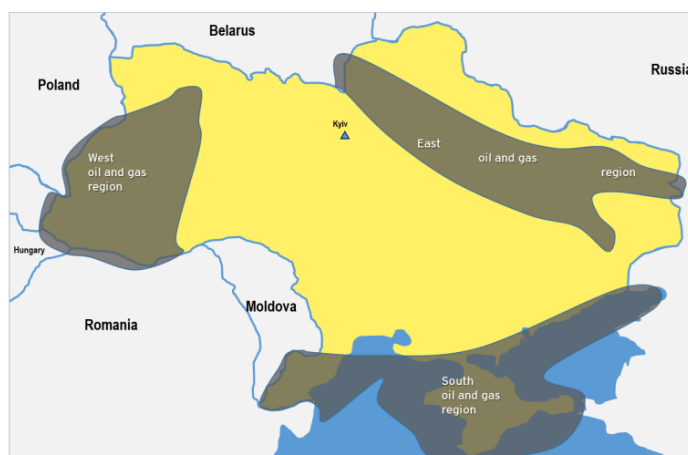 Belarus
Poland
Russia
Kyiv
East oil and gas region
West
oil and gas
region
Hungary
Moldova
Romania
South
oil and gas
region